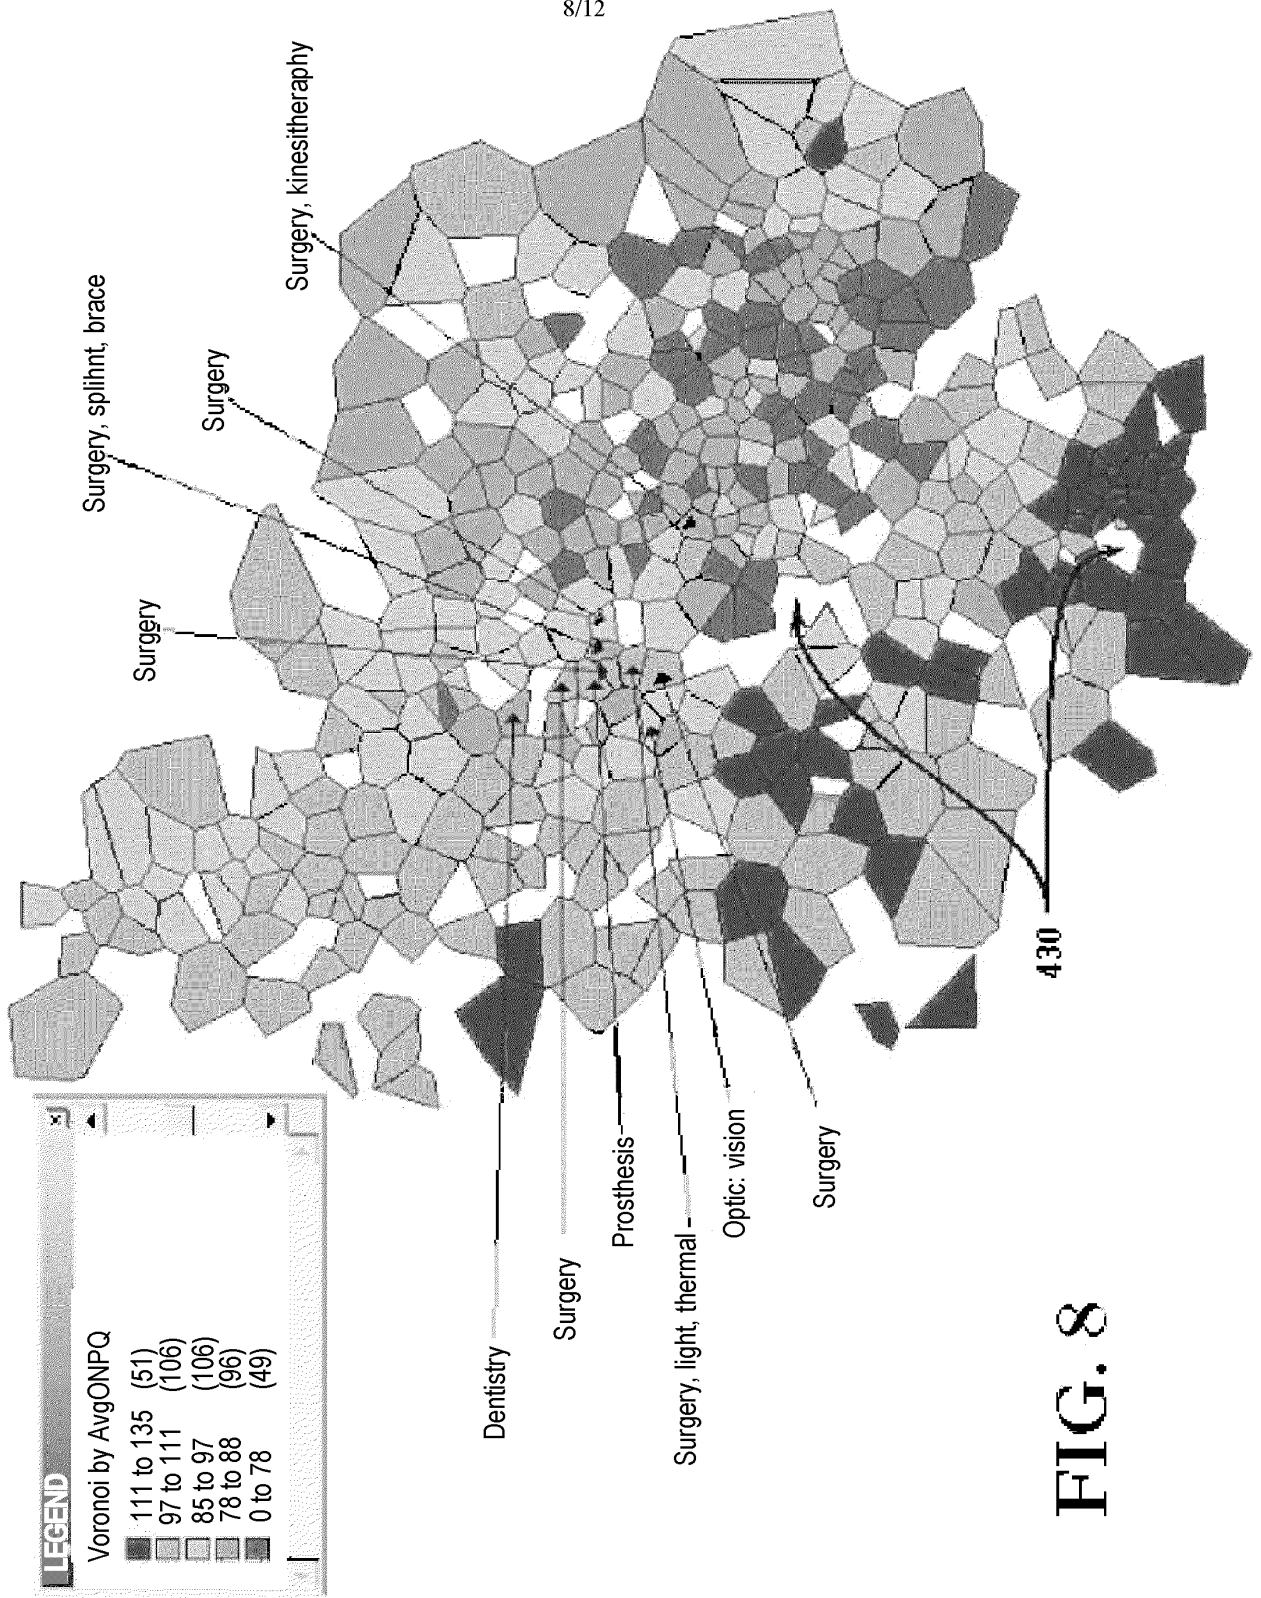 8/12
LEGEND
Voronoi by AvgONPQ
111 to 135 (51)
97 to 111 (106)
85 to 97 (106)
78 to 88 (96)
0 to 78 (49)
Surgery
Surgery, splihnt, brace
Surgery
Surgery, kinesitheraphy
Dentistry
Surgery
Prosthesis
Surgery, light, thermal
Optic: vision
Surgery
430
FIG. 8